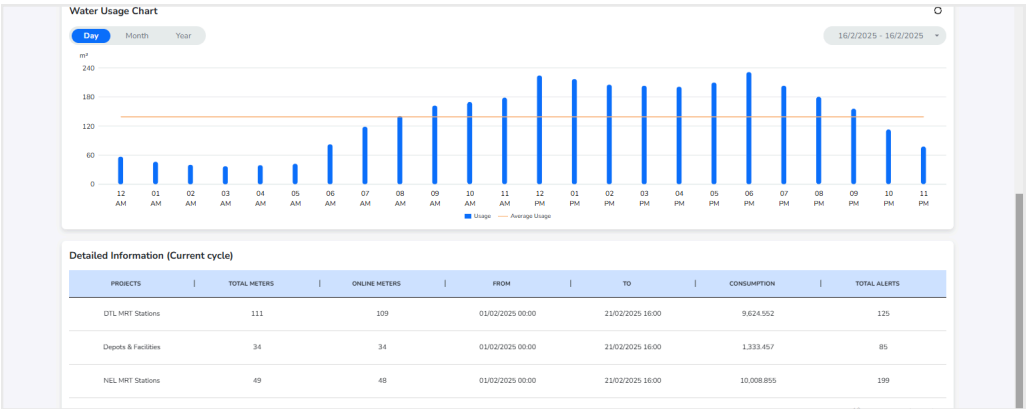 Water Usage Chart
Day Month Year
16/2/2025 - 16/2/2025
m³
240
180
120
60
0
12 AM 01 AM 02 AM 03 AM 04 AM 05 AM 06 AM 07 AM 08 AM 09 AM 10 AM 11 AM 12 PM 01 PM 02 PM 03 PM 04 PM 05 PM 06 PM 07 PM 08 PM 09 PM 10 PM 11 PM
Usage Average Usage
Detailed Information (Current cycle)
PROJECTS | TOTAL METERS | ONLINE METERS | FROM | TO | CONSUMPTION | TOTAL ALERTS
DTL MRT Stations 111 109 01/02/2025 00:00 21/02/2025 16:00 9,624.552 125
Depots & Facilities 34 34 01/02/2025 00:00 21/02/2025 16:00 1,333.457 85
NEL MRT Stations 49 48 01/02/2025 00:00 21/02/2025 16:00 10,008.855 199